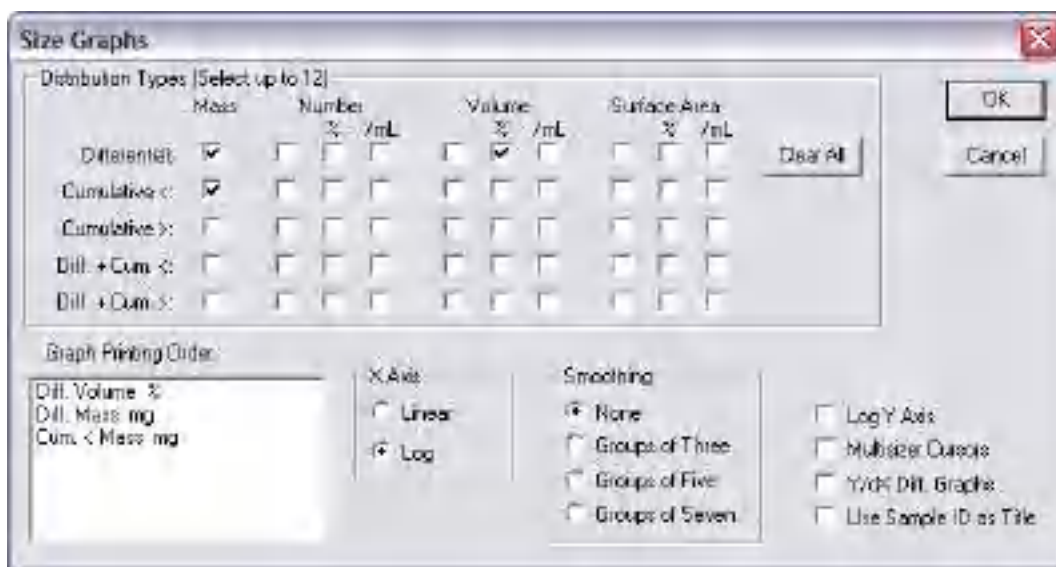 Size Graphs
Distribution Types (Select up to 12)
Mass Number Volume Surface Area
% /mL % /mL % /mL
Differential:
Cumulative <:
Cumulative >:
Diff. + Cum. <:
Diff. + Cum. >:
Clear All
OK
Cancel
Graph Printing Order
Diff. Volume %
Diff. Mass mg
Cum. < Mass mg
X Axis
Linear
Log
Smoothing
None
Groups of Three
Groups of Five
Groups of Seven
Log Y Axis
Multisizer Cursors
Y/dX Diff. Graphs
Use Sample ID as Title